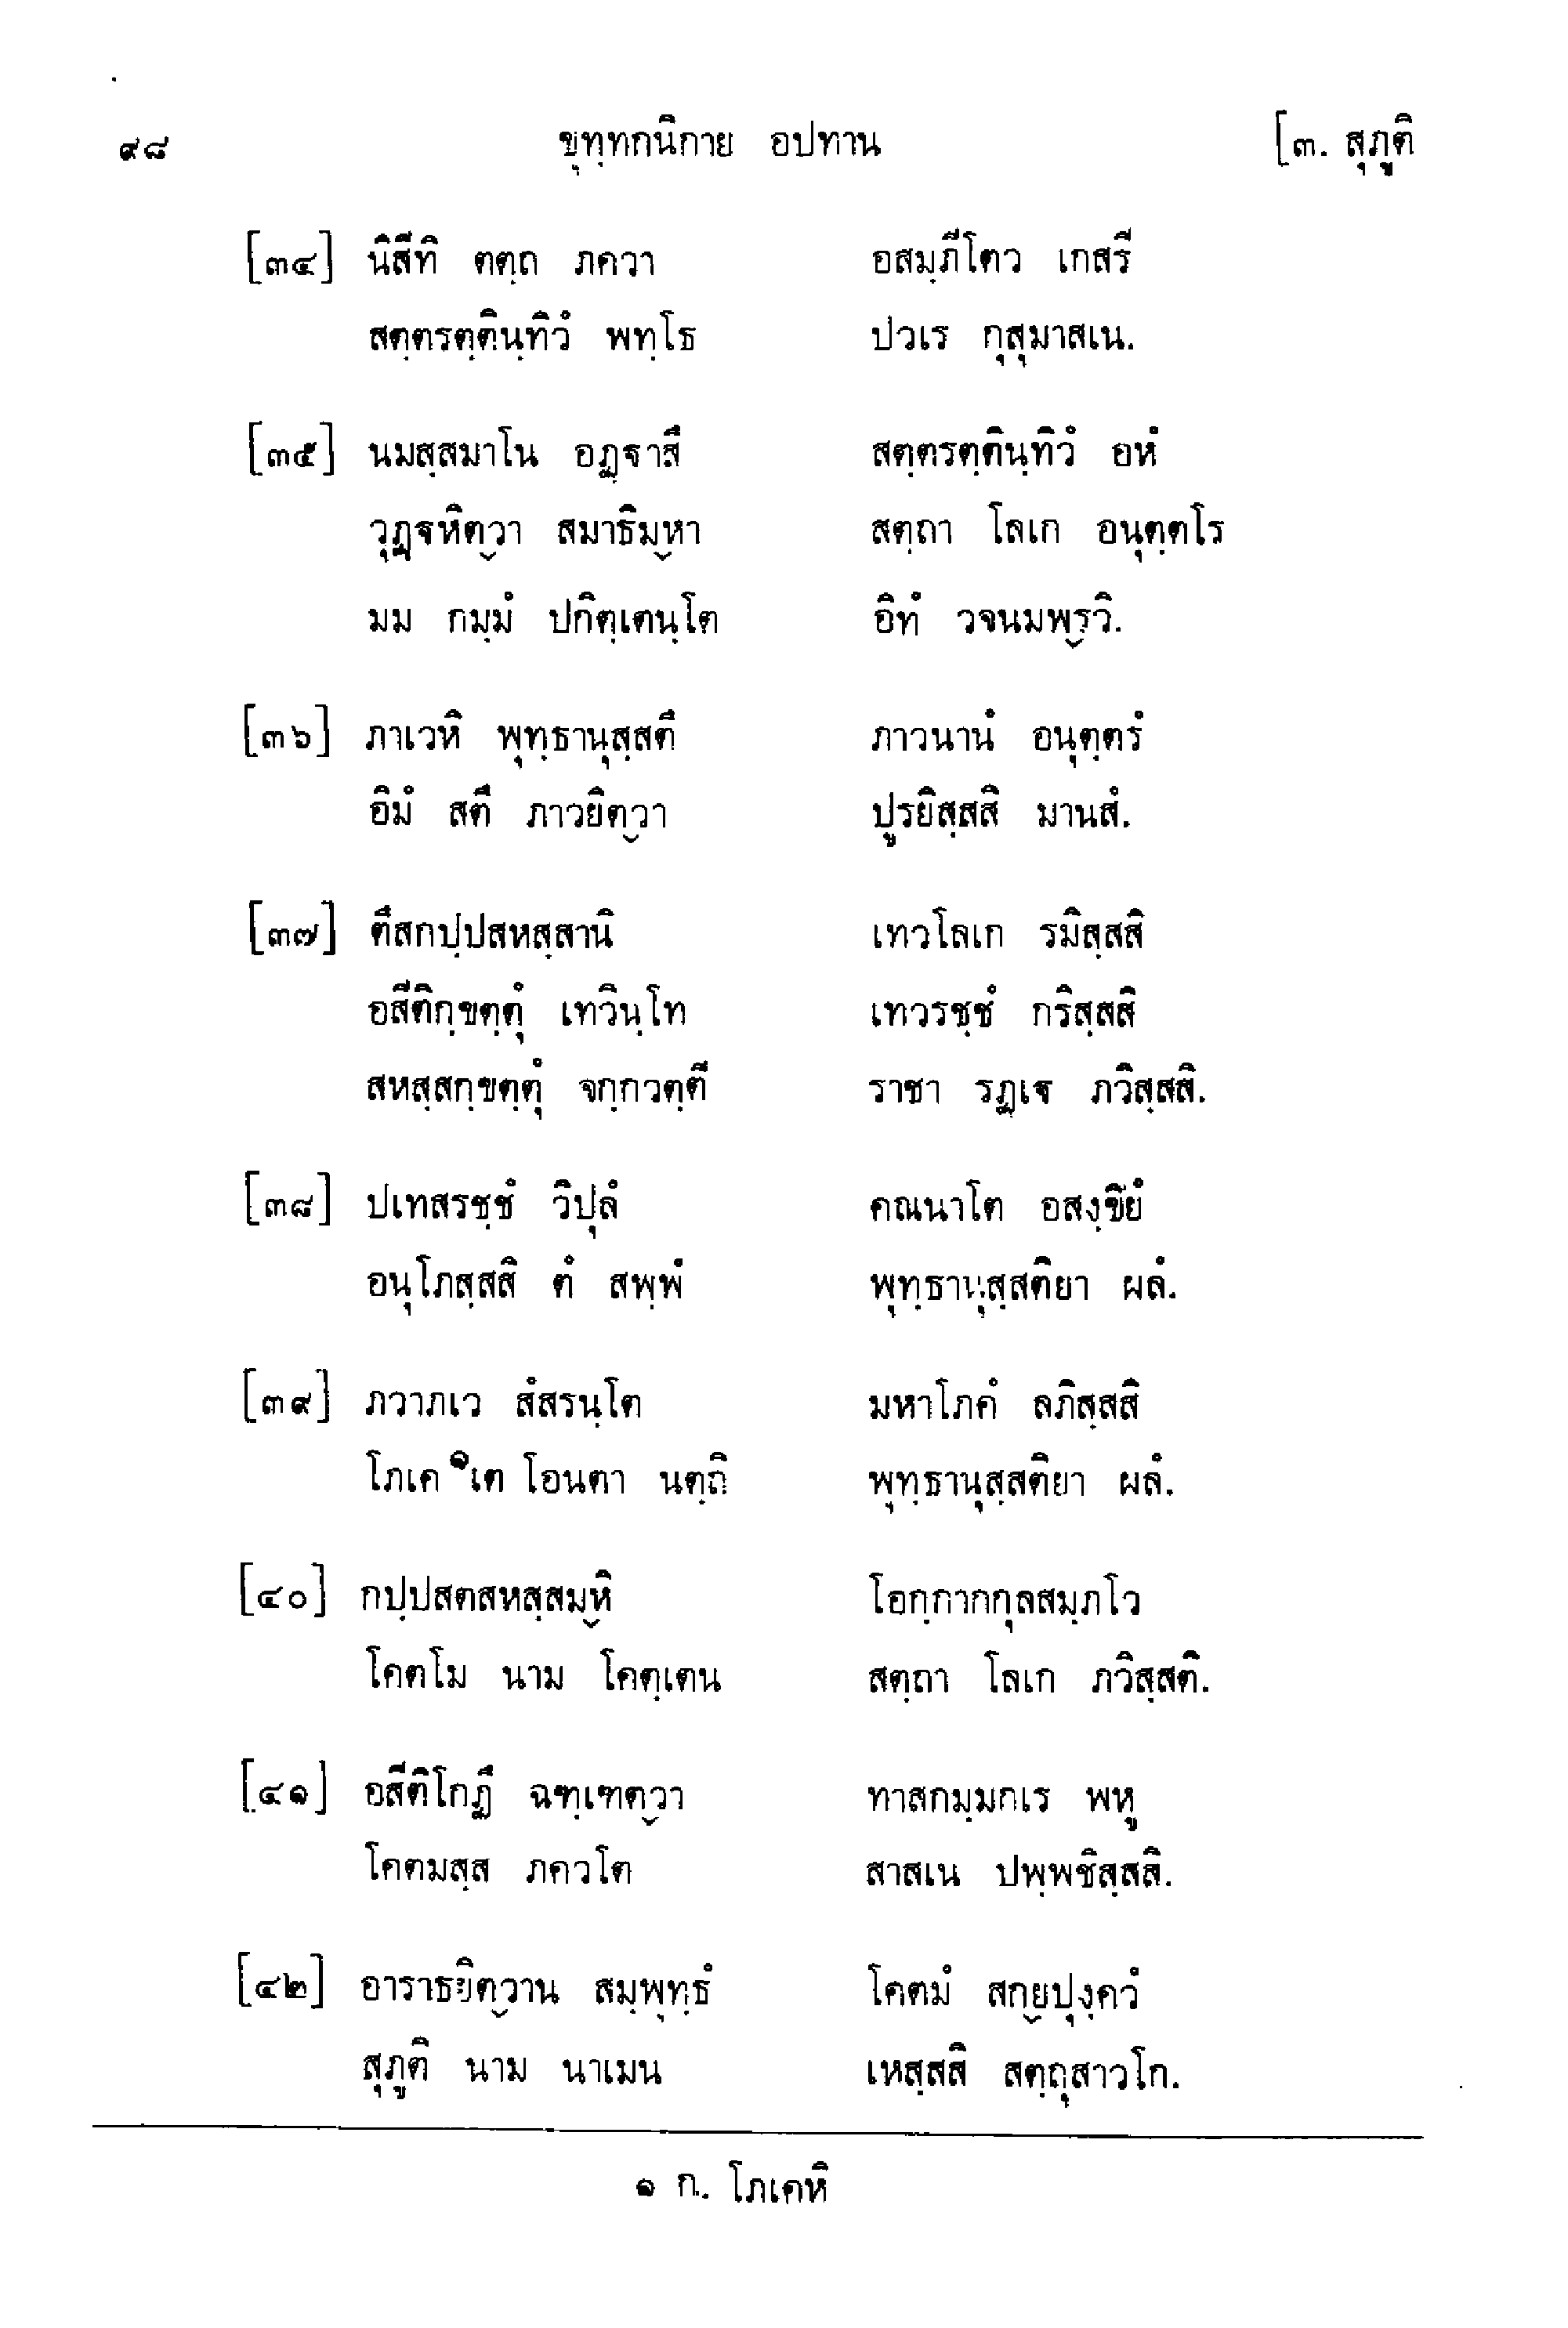 ๙๘ ขุทฺทกนิกาย อปทาน [๓. สุภูติ
[๓๔] นิสีทิ ตตฺถ ภควา อสมฺภีโตว เกสรี
สตฺตรตฺตินฺทิวํ พทฺโธ ปวเร กุสุมาสเน.
[๓๕] นมสฺสมาโน อฏฺฐาสึ สตฺตรตฺตินฺทิวํ อหํ
วุฏฺฐหิตฺวา สมาธิมฺหา สตฺถา โลเก อนุตฺตโร
มม กมฺมํ ปกิตฺเตนฺโต อิทํ วจนมพฺรวิ.
[๓๖] ภาเวหิ พุทฺธานุสฺสตึ ภาวนานํ อนุตฺตรํ
อิมํ สตึ ภาวยิตฺวา ปูรยิสฺสสิ มานสํ.
[๓๗] ตึสกปฺปสหสฺสานิ เทวโลเก รมิสฺสสิ
อสีติกฺขตฺตุํ เทวินฺโท เทวรชฺชํ กริสฺสสิ
สหสฺสกฺขตฺตุํ จกฺกวตฺตี ราชา รฏฺเฐ ภวิสฺสสิ.
[๓๘] ปเทสรชฺชํ วิปุลํ คณนาโต อสงฺขิยํ
อนุโภสฺสสิ ตํ สพฺพํ พุทฺธานุสฺสติยา ผลํ.
[๓๙] ภวาภเว สํสรนฺโต มหาโภคํ ลภิสฺสสิ
โภเค ๑เต โอนตา นตฺถิ พุทฺธานุสฺสติยา ผลํ.
[๔๐] กปฺปสตสหสฺสมฺหิ โอกฺกากกุลสมฺภโว
โคตโม นาม โคตฺเตน สตฺถา โลเก ภวิสฺสติ.
[๔๑] อสีติโกฏึ ฉฑฺเฑตฺวา ทาสกมฺมกเร พหู
โคตมสฺส ภควโต สาสเน ปพฺพชิสฺสสิ.
[๔๒] อาราธยิตฺวาน สมฺพุทฺธํ โคตมํ สกฺยปุงฺควํ
สุภูติ นาม นาเมน เหสฺสสิ สตฺถุสาวโก.
๑ ก. โภเคหิ